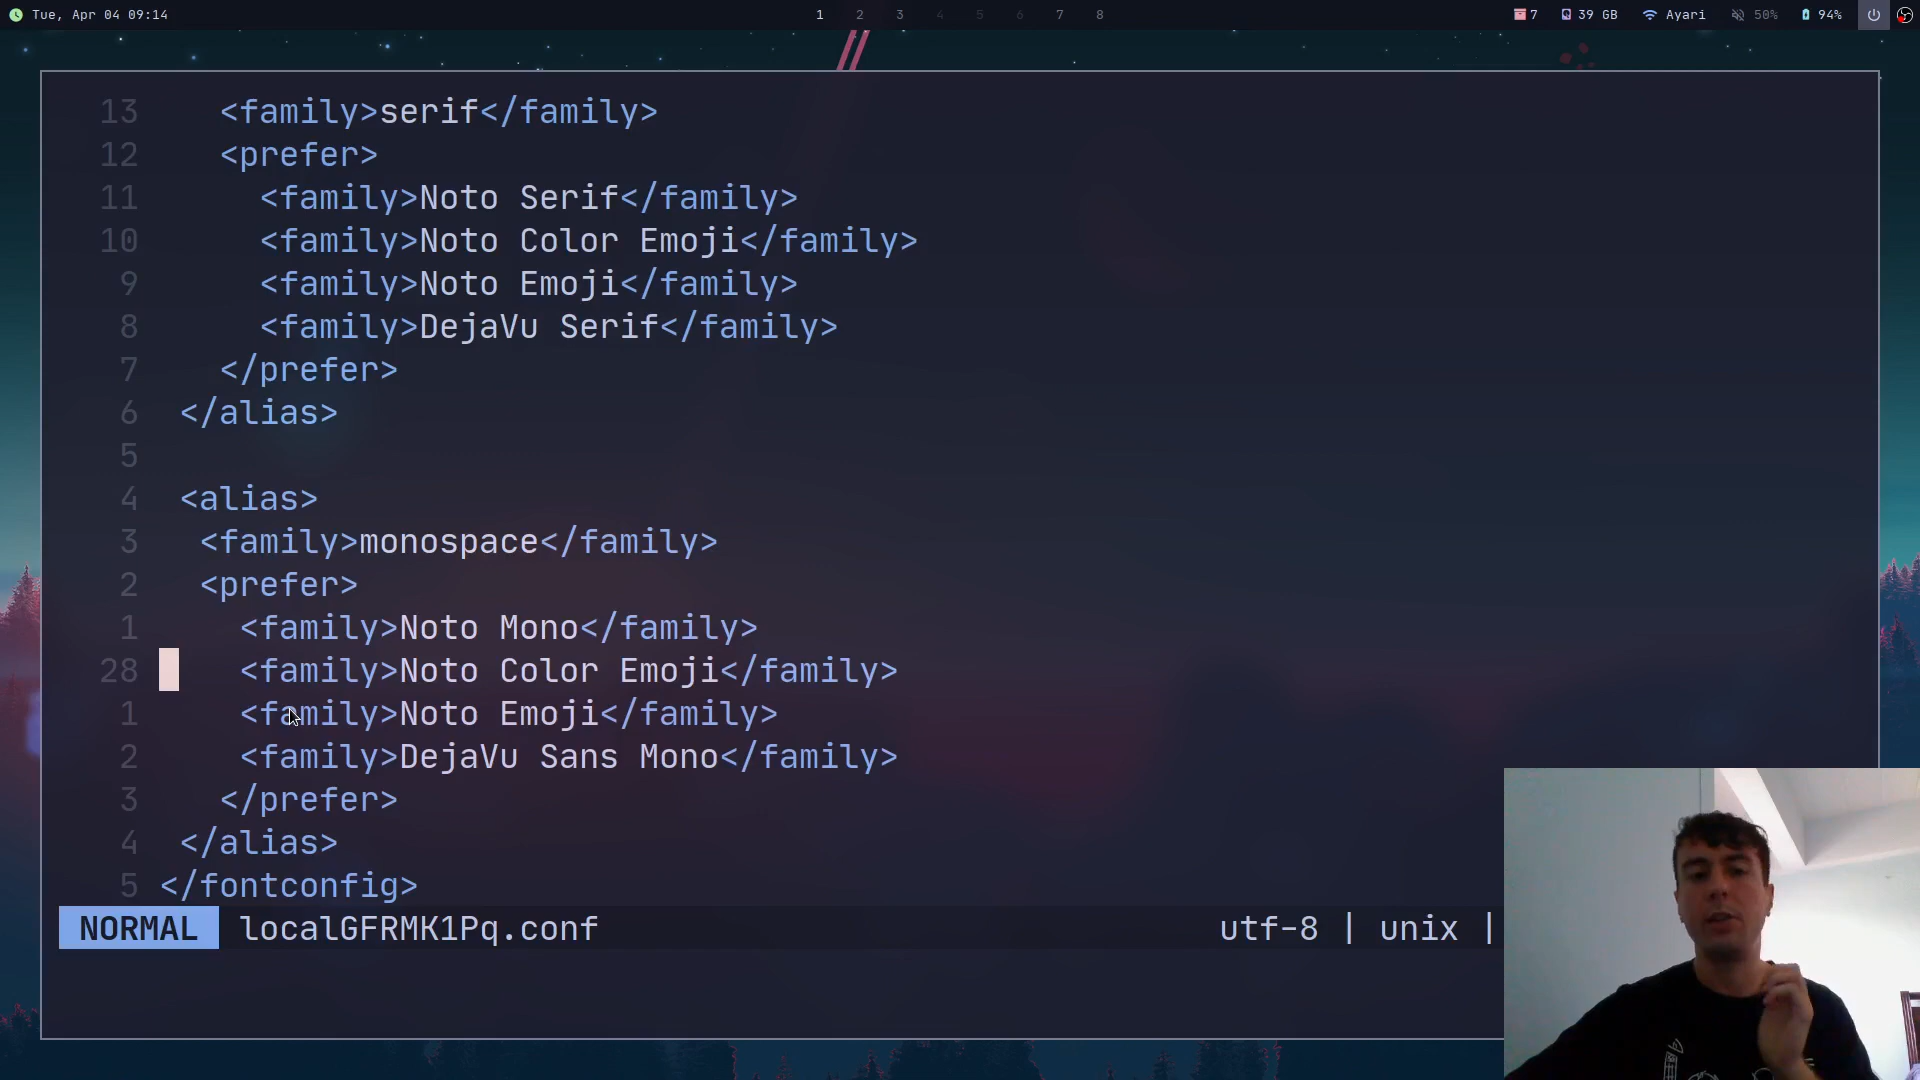 Tue, Apr 04 09:14
1 2 3 4 5 6 7 8
7 39 GB Ayari 50% 94%
13 <family>serif</family>
12 <prefer>
11 <family>Noto Serif</family>
10 <family>Noto Color Emoji</family>
9 <family>Noto Emoji</family>
8 <family>DejaVu Serif</family>
7 </prefer>
6 </alias>
5
4 <alias>
3 <family>monospace</family>
2 <prefer>
1 <family>Noto Mono</family>
28 <family>Noto Color Emoji</family>
1 <family>Noto Emoji</family>
2 <family>DejaVu Sans Mono</family>
3 </prefer>
4 </alias>
5 </fontconfig>
NORMAL localGFRMK1Pq.conf utf-8 | unix |